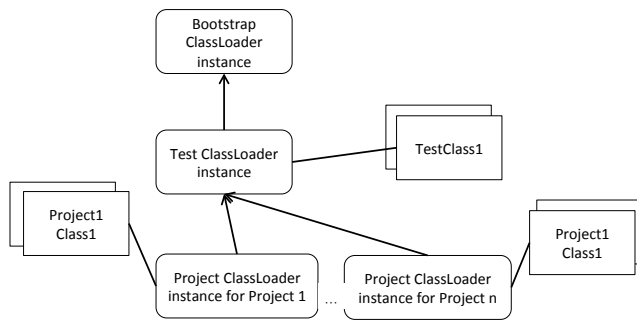 Bootstrap
ClassLoader
instance
Test ClassLoader
instance
TestClass1
Project1
Class1
Project1
Class1
Project ClassLoader
instance for Project 1
...
Project ClassLoader
instance for Project n